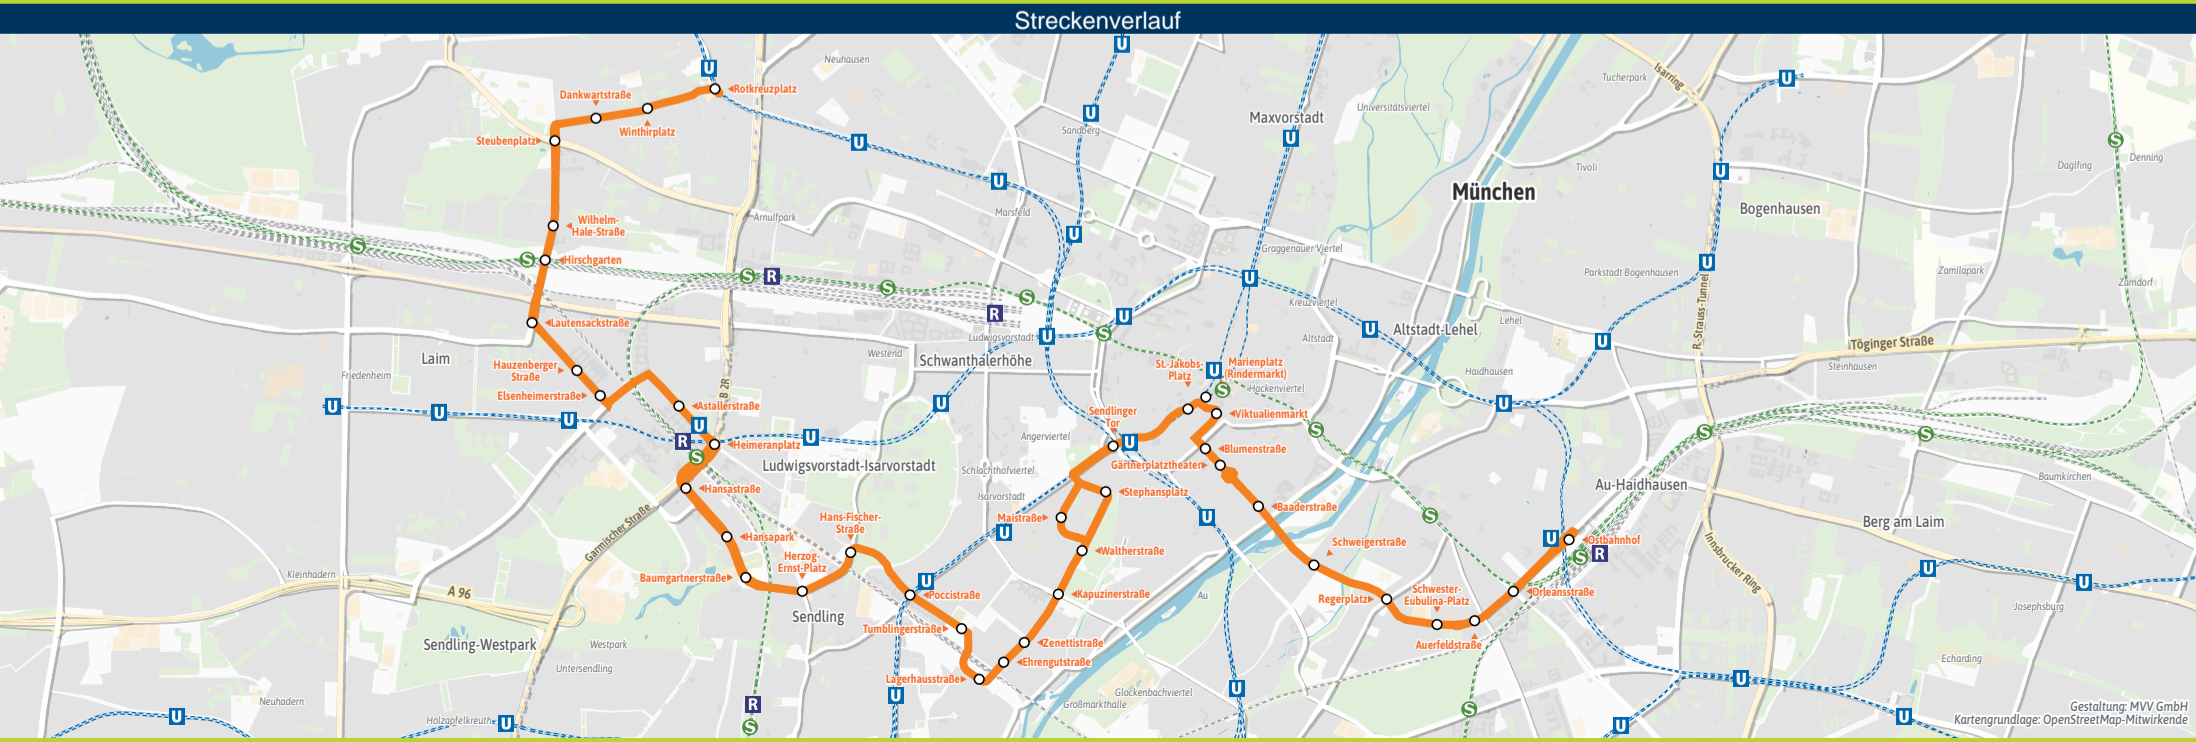 Streckenverlauf
Neuhausen
Isarring
Tucherpark
Dankwartstraße
Rotkreuzplatz
Winthirplatz
Steubenplatz
Sandberg
Maxvorstadt
Universitätsviertel
Tivoli
Daglfing
Denning
München
Bogenhausen
Wilhelm-
Hale-Straße
Arnulfpark
Marsfeld
Graggenauer Viertel
Hirschgarten
Parkstadt Bogenhausen
Zamilapark
Zamdorf
Kreuzviertel
Lautensackstraße
Ludwigsvorstadt
Altstadt
Altstadt-Lehel
Lehel
R.-Strauss-Tunnel
Töginger Straße
Laim
Friedenheim
Hauzenberger
Straße
Elsenheimerstraße
Westend
Schwanthalerhöhe
St.-Jakobs-
Platz
Marienplatz
(Rindermarkt)
Hackenviertel
Haidhausen
Steinhausen
B 2R
Astallerstraße
Sendlinger
Tor
Viktualienmarkt
Heimeranplatz
Angerviertel
Blumenstraße
Ludwigsvorstadt-Isarvorstadt
Schlachthofviertel
Gärtnerplatztheater
Hansastraße
Isarvorstadt
Stephansplatz
Au-Haidhausen
Baumkirchen
Garmischer Straße
Hans-Fischer-
Straße
Maistraße
Baaderstraße
Berg am Laim
Hansapark
Herzog-
Ernst-Platz
Waltherstraße
Schweigerstraße
Ostbahnhof
Innsbrucker Ring
Kleinhadern
Baumgartnerstraße
A 96
Poccistraße
Kapuzinerstraße
Au
Regerplatz
Schwester-
Eubulina-Platz
Orleansstraße
Josephsburg
Sendling
Tumblingerstraße
Sendling-Westpark
Westpark
Zenettistraße
Auerfeldstraße
Untersendling
Ehrengutstraße
Lagerhausstraße
Echarding
Neuhadern
Glockenbachviertel
Großmarkthalle
Holzapfelkreuth
Gestaltung: MVV GmbH
Kartengrundlage: OpenStreetMap-Mitwirkende